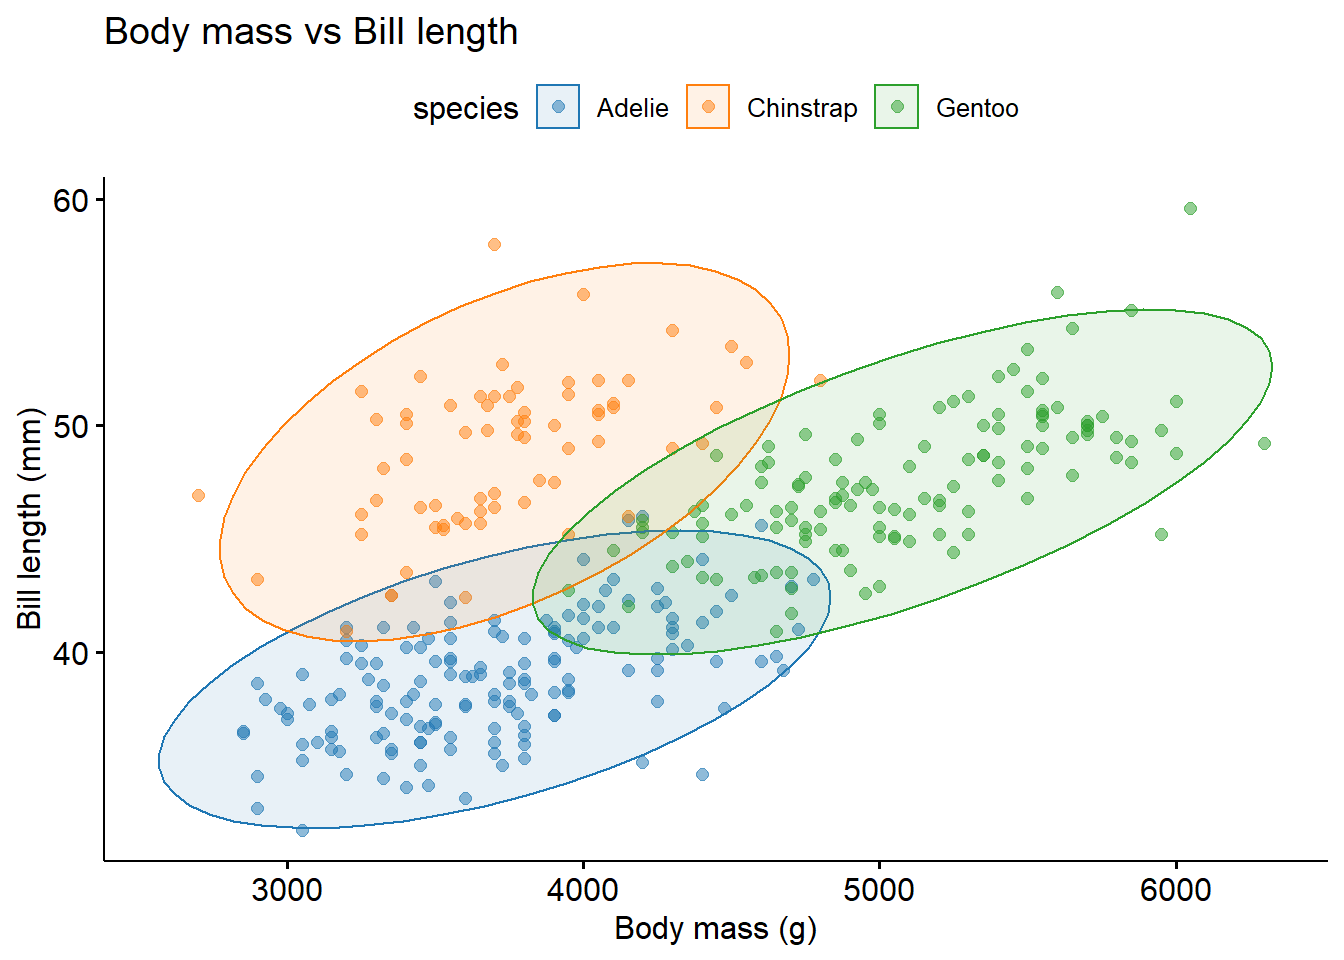 Body mass vs Bill length
species Adelie Chinstrap Gentoo
60
50
40
Bill length (mm)
3000 4000 5000 6000
Body mass (g)